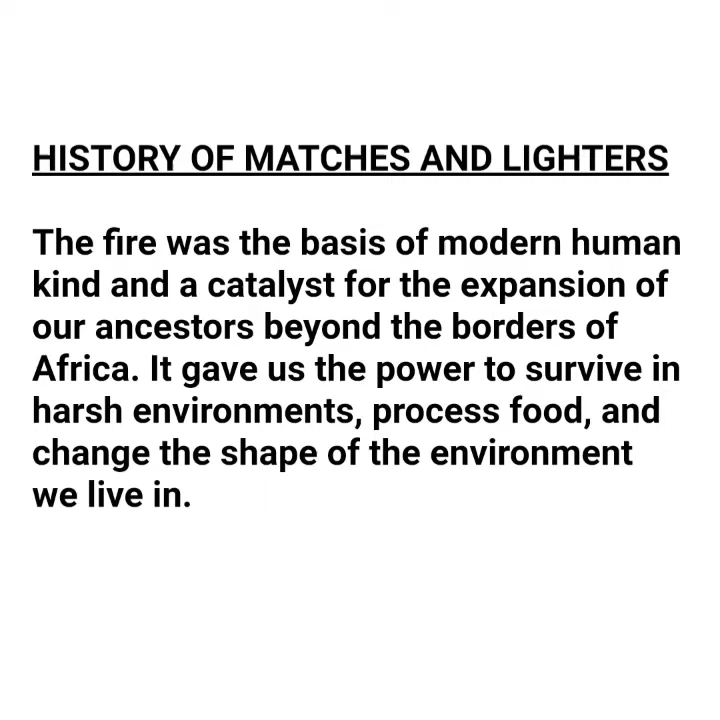 HISTORY OF MATCHES AND LIGHTERS
The fire was the basis of modern human
kind and a catalyst for the expansion of
our ancestors beyond the borders of
Africa. It gave us the power to survive in
harsh environments, process food, and
change the shape of the environment
we live in.